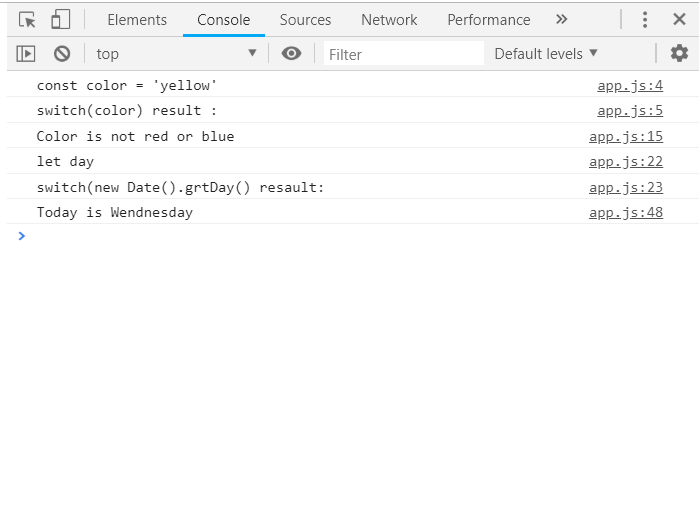 Elements Console Sources Network Performance »
top Filter Default levels
const color = 'yellow' app.js:4
switch(color) result : app.js:5
Color is not red or blue app.js:15
let day app.js:22
switch(new Date().grtDay() resault: app.js:23
Today is Wendnesday app.js:48
>